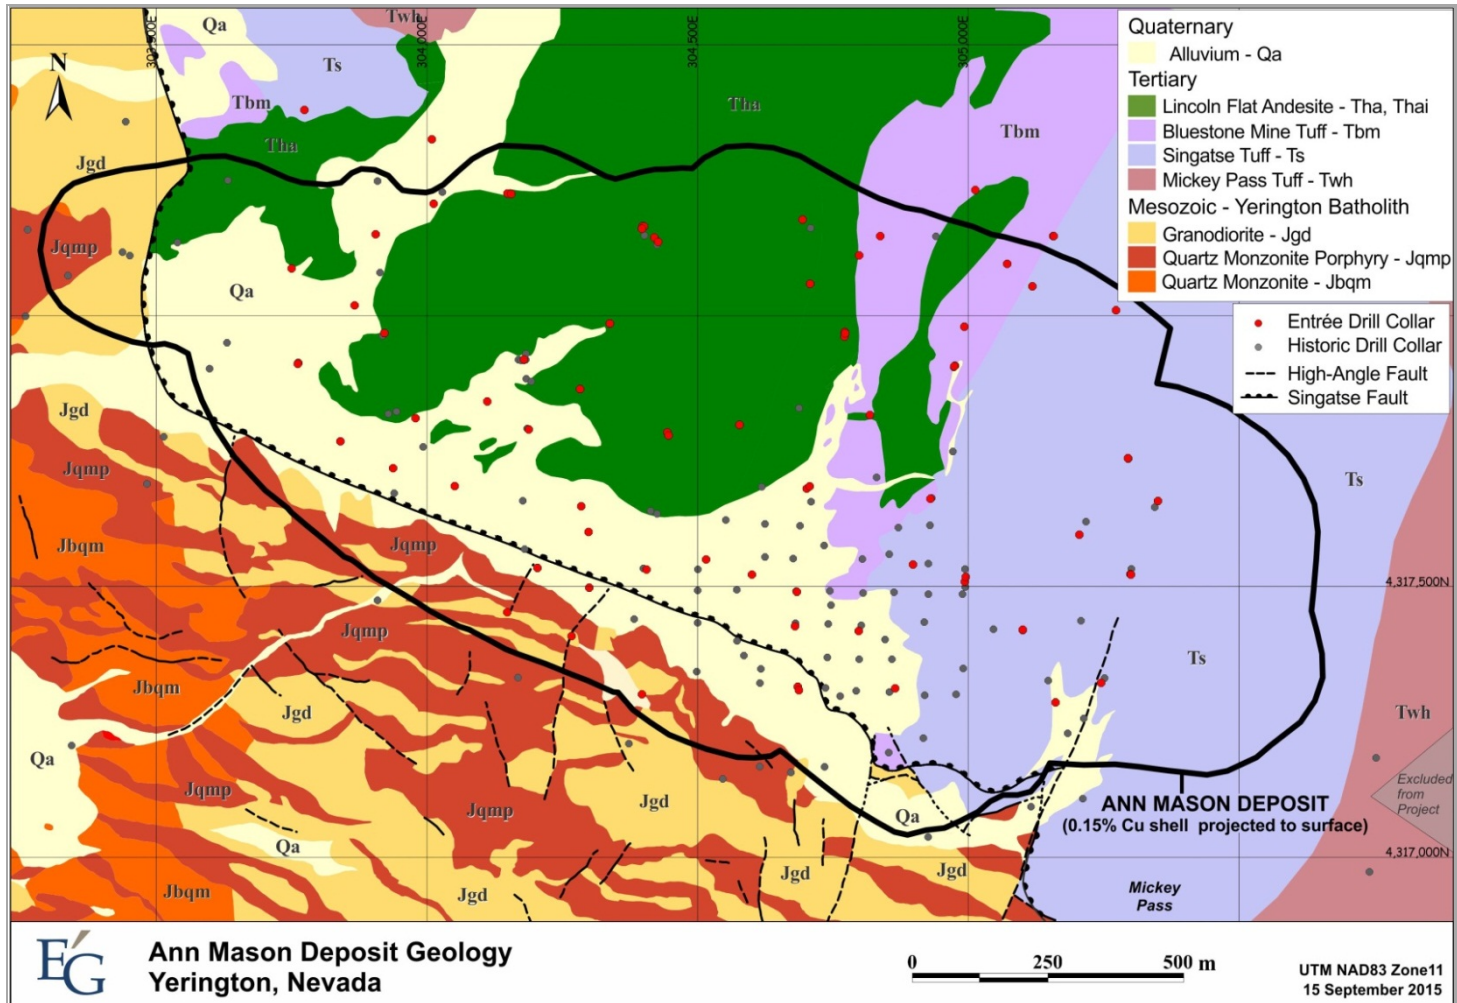 Quaternary
Alluvium - Qa
Tertiary
Lincoln Flat Andesite - Tha, Thai
Bluestone Mine Tuff - Tbm
Singatse Tuff - Ts
Mickey Pass Tuff - Twh
Mesozoic - Yerington Batholith
Granodiorite - Jgd
Quartz Monzonite Porphyry - Jqmp
Quartz Monzonite - Jbqm
Entrée Drill Collar
Historic Drill Collar
High-Angle Fault
Singatse Fault
N
Qa
Twh
304,000E
304,500E
305,000E
Ts
Tbm
Tha
Tha
Tbm
Jgd
Jqmp
Qa
Jgd
Jqmp
Ts
Jbqm
Jqmp
4,317,500N
Jqmp
Jbqm
Jgd
Ts
Twh
Qa
Jqmp
Jqmp
Jgd
Qa
Excluded
from
Project
ANN MASON DEPOSIT
(0.15% Cu shell projected to surface)
Qa
4,317,000N
Jbqm
Jgd
Jgd
Jgd
Mickey
Pass
EG
Ann Mason Deposit Geology
Yerington, Nevada
0 250 500 m
UTM NAD83 Zone11
15 September 2015